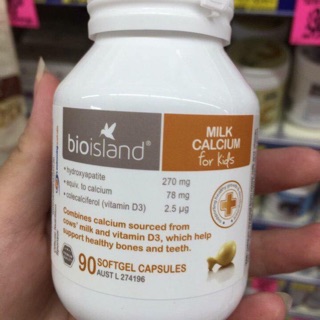 bioisland®
MILK
CALCIUM
for kids
• hydroxyapatite 270 mg
• equiv. to calcium 78 mg
• colecalciferol (vitamin D3) 2.5 µg
Combines calcium sourced from
cows' milk and vitamin D3, which help
support healthy bones and teeth.
90 SOFTGEL CAPSULES
AUST L 274196